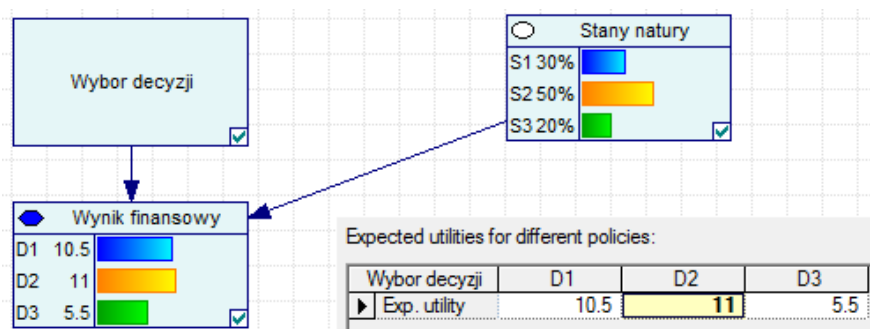 Wybor decyzji
Stany natury
S1 30%
S2 50%
S3 20%
Wynik finansowy
D1 10.5
D2 11
D3 5.5
Expected utilities for different policies:
Wybor decyzji D1 D2 D3
Exp. utility 10.5 11 5.5